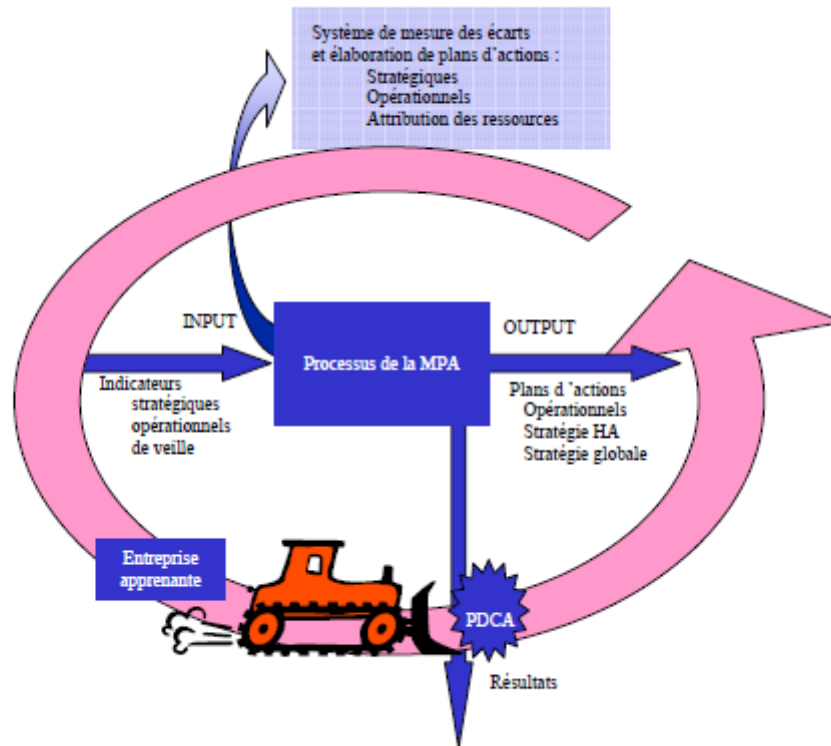 Système de mesure des écarts
et élaboration de plans d'actions :
Stratégiques
Opérationnels
Attribution des ressources
INPUT
OUTPUT
Processus de la MPA
Indicateurs
stratégiques
opérationnels
de veille
Plans d 'actions
Opérationnels
Stratégie HA
Stratégie globale
Entreprise
apprenante
PDCA
Résultats